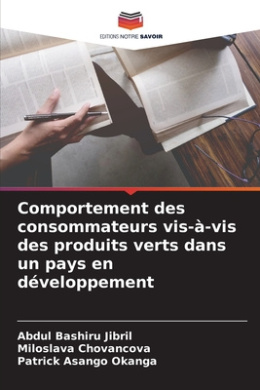 EDITIONS NOTRE SAVOIR
Comportement des
consommateurs vis-à-vis
des produits verts dans
un pays en
développement
Abdul Bashiru Jibril
Miloslava Chovancova
Patrick Asango Okanga